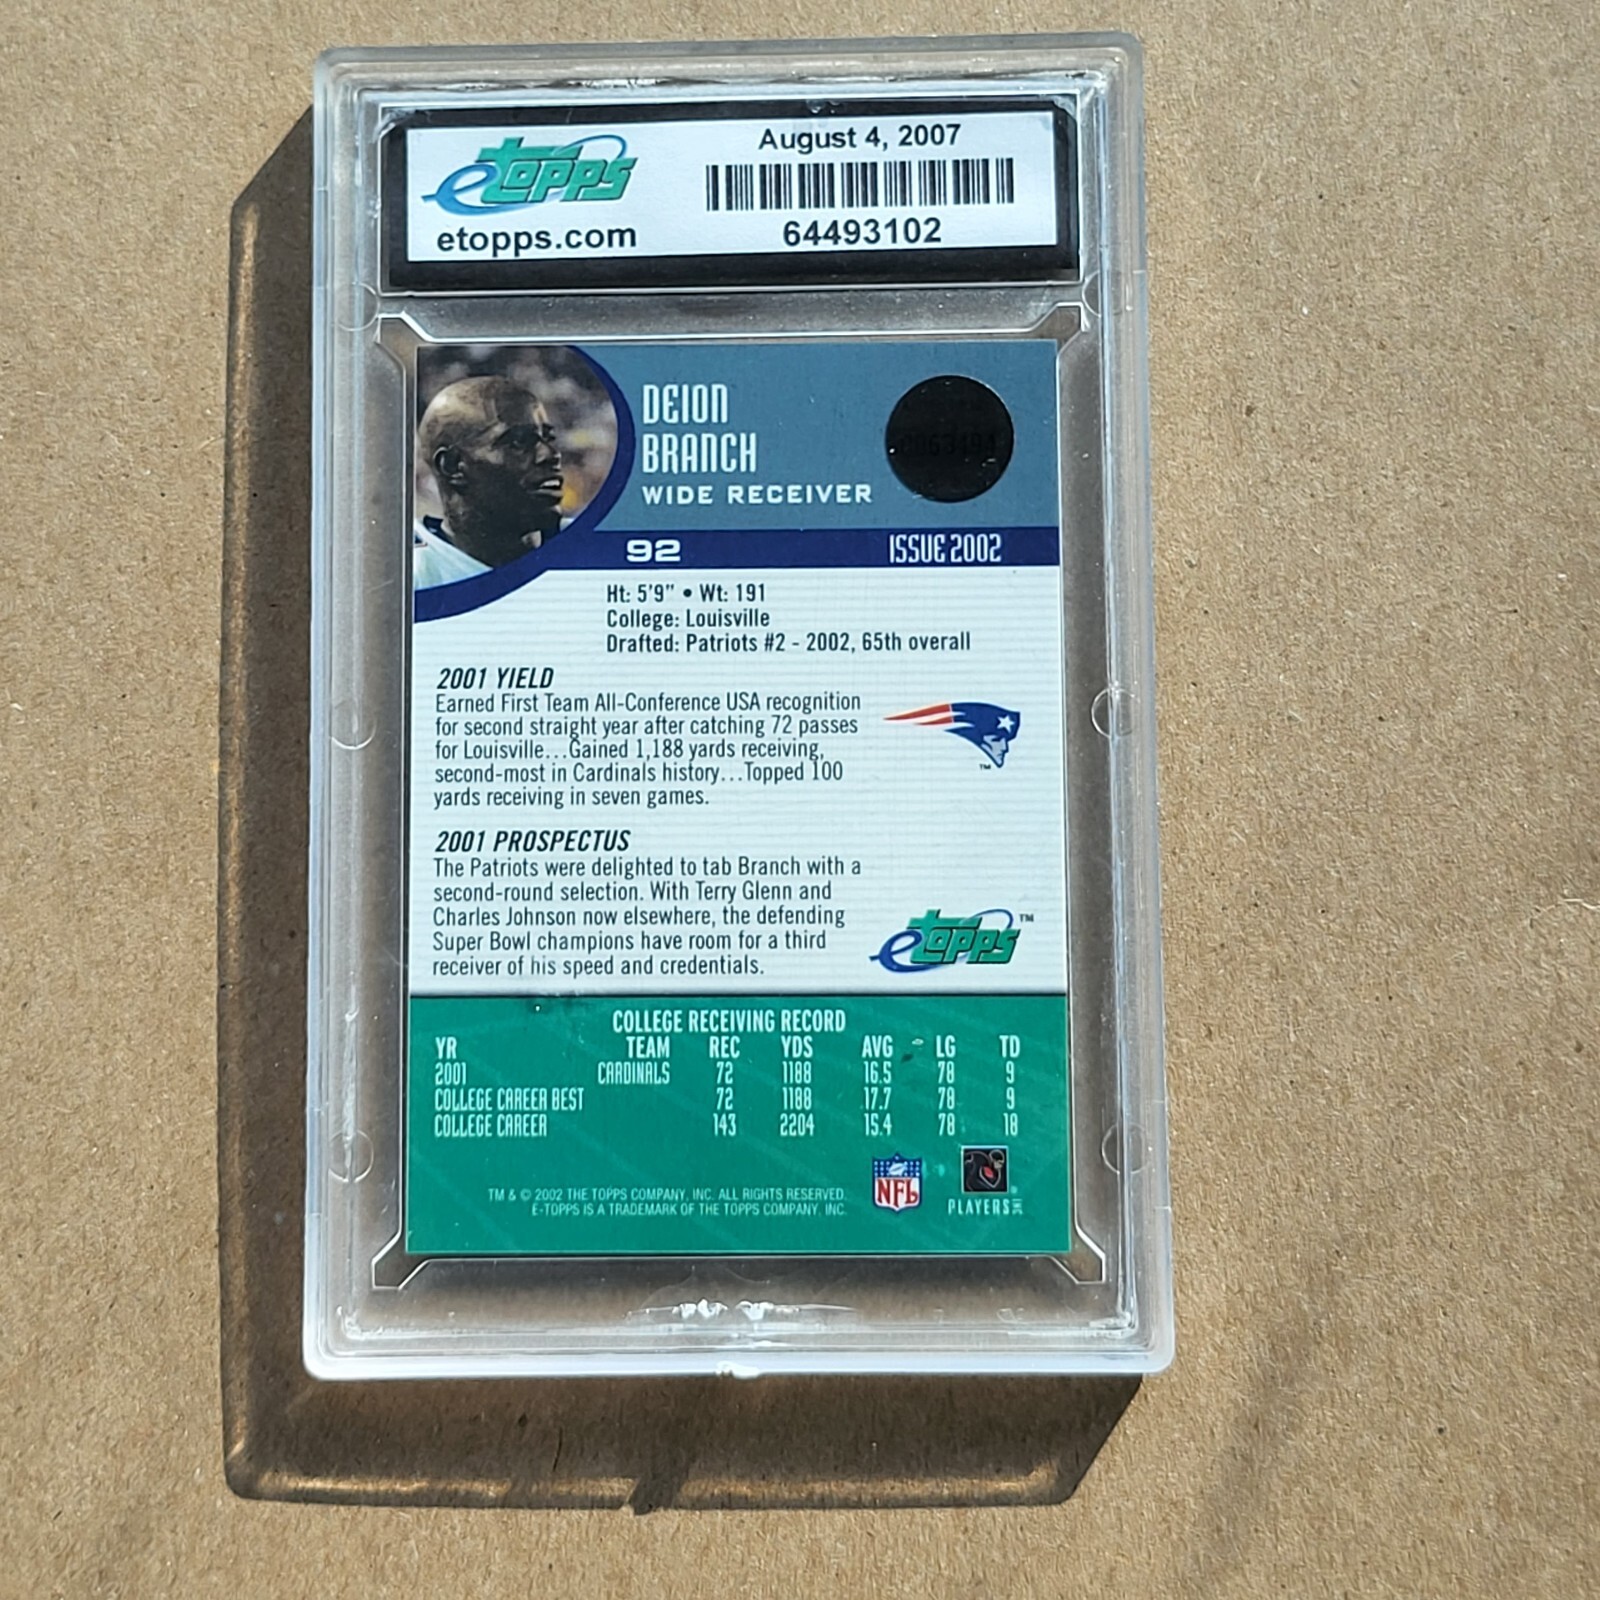 etopps
August 4, 2007
etopps.com
64493102
DEION
BRANCH
WIDE RECEIVER
92
ISSUE 2002
Ht: 5'9" • Wt: 191
College: Louisville
Drafted: Patriots #2 - 2002, 65th overall
2001 YIELD
Earned First Team All-Conference USA recognition
for second straight year after catching 72 passes
for Louisville...Gained 1,188 yards receiving,
second-most in Cardinals history...Topped 100
yards receiving in seven games.
TM
2001 PROSPECTUS
The Patriots were delighted to tab Branch with a
second-round selection. With Terry Glenn and
Charles Johnson now elsewhere, the defending
Super Bowl champions have room for a third
receiver of his speed and credentials.
etopps™
COLLEGE RECEIVING RECORD
YR TEAM REC YDS AVG LG TD
2001 CARDINALS 72 1188 16.5 78 9
COLLEGE CAREER BEST 72 1188 17.7 78 9
COLLEGE CAREER 143 2204 15.4 78 18
TM & © 2002 THE TOPPS COMPANY, INC. ALL RIGHTS RESERVED.
E-TOPPS IS A TRADEMARK OF THE TOPPS COMPANY, INC.
NFL
PLAYERS